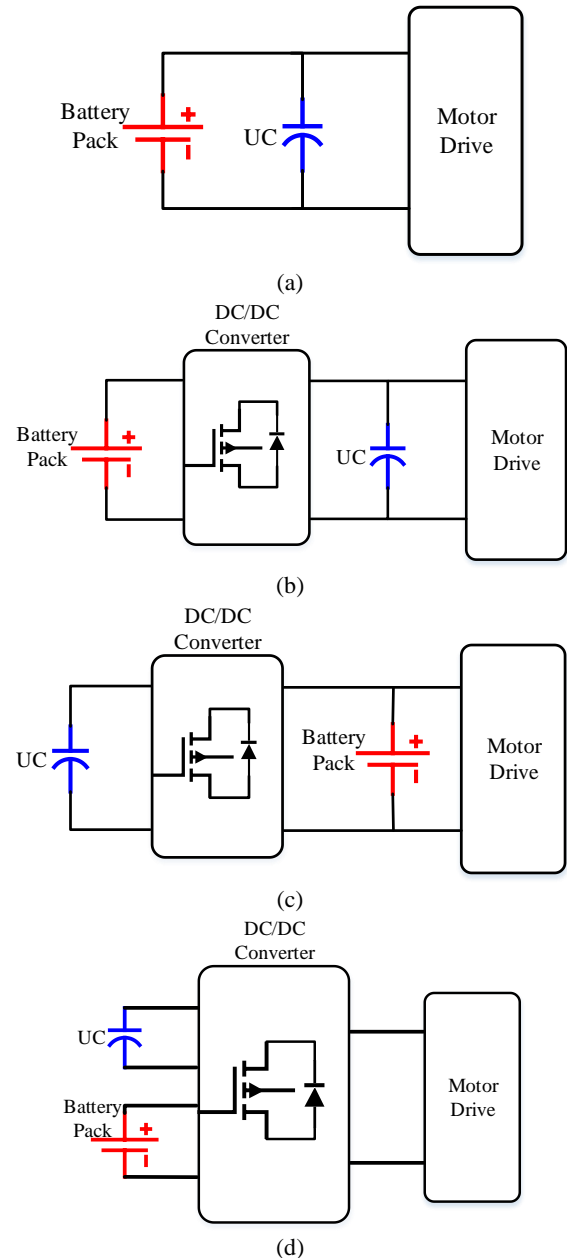 Battery
Pack
UC
Motor
Drive
(a)
DC/DC
Converter
Battery
Pack
UC
Motor
Drive
(b)
DC/DC
Converter
UC
Battery
Pack
Motor
Drive
(c)
DC/DC
Converter
UC
Battery
Pack
Motor
Drive
(d)